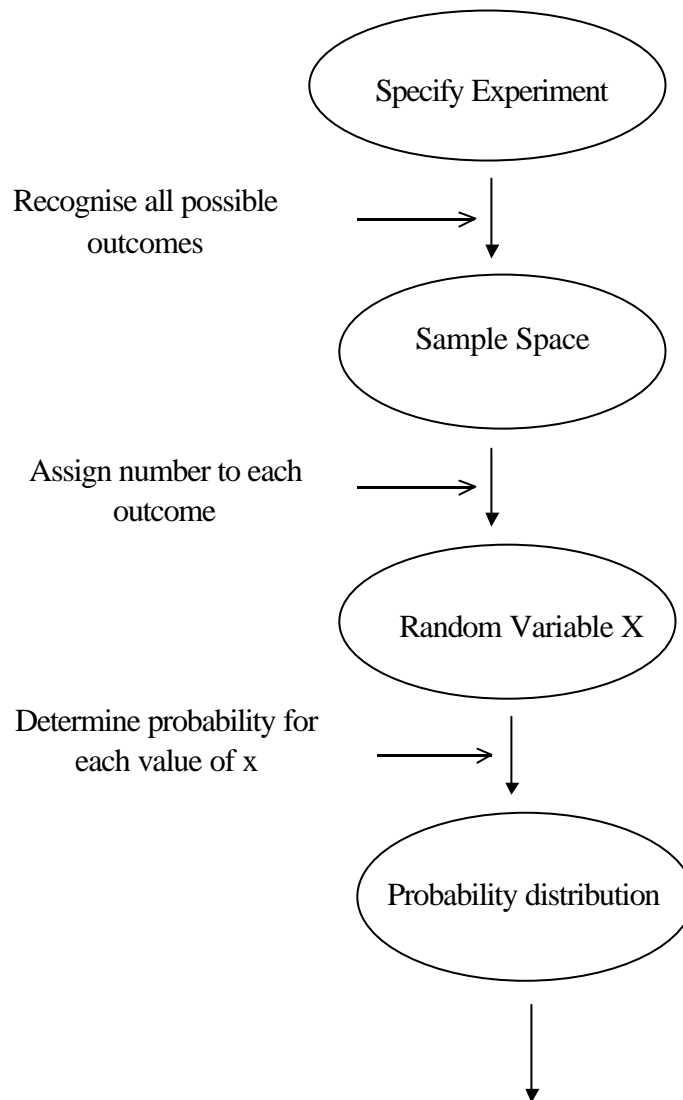 Specify Experiment
Recognise all possible
outcomes
Sample Space
Assign number to each
outcome
Random Variable X
Determine probability for
each value of x
Probability distribution